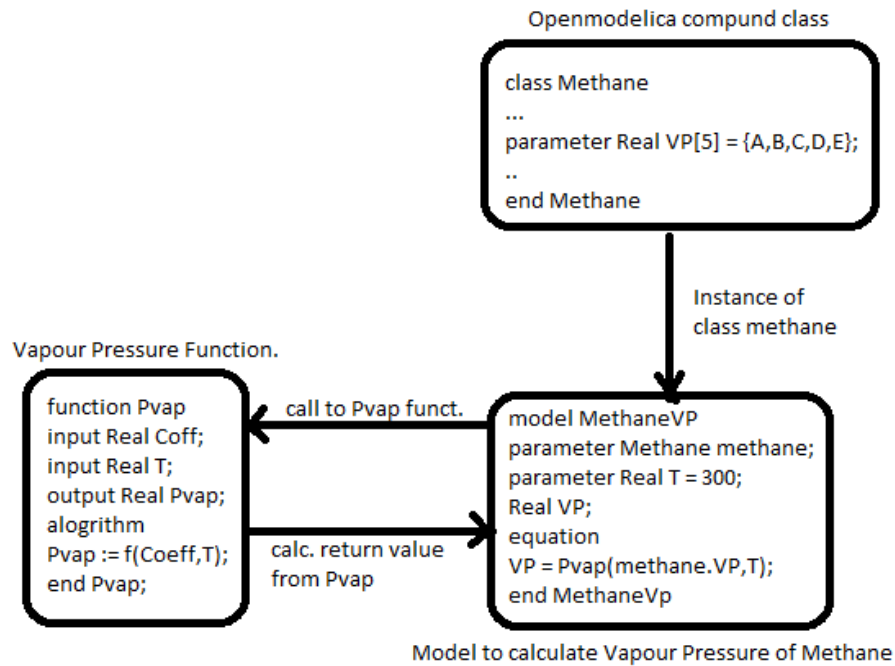 Openmodelica compund class
class Methane
...
parameter Real VP[5] = {A,B,C,D,E};
..
end Methane
Instance of
class methane
Vapour Pressure Function.
function Pvap
input Real Coff;
input Real T;
output Real Pvap;
alogrithm
Pvap := f(Coeff,T);
end Pvap;
call to Pvap funct.
calc. return value
from Pvap
model MethaneVP
parameter Methane methane;
parameter Real T = 300;
Real VP;
equation
VP = Pvap(methane.VP,T);
end MethaneVp
Model to calculate Vapour Pressure of Methane